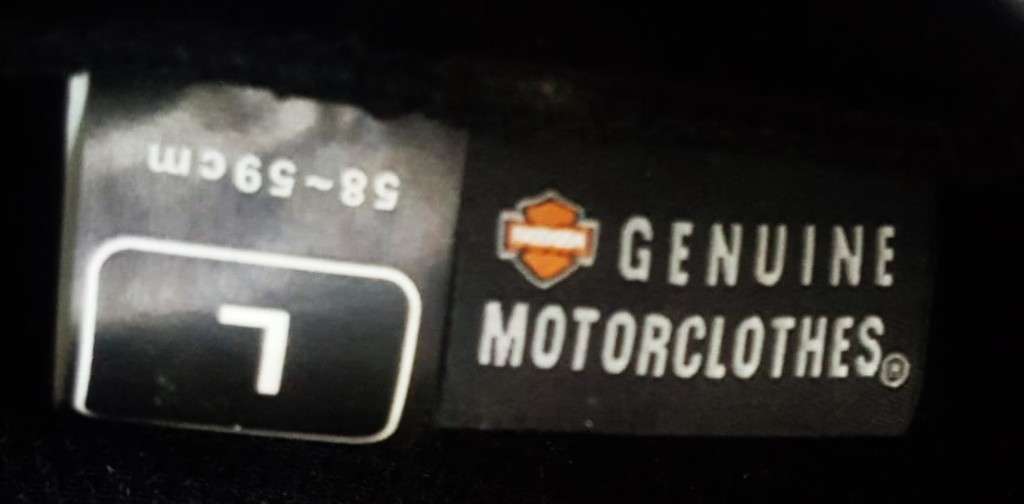 58~59cm
L
GENUINE
MOTORCLOTHES®